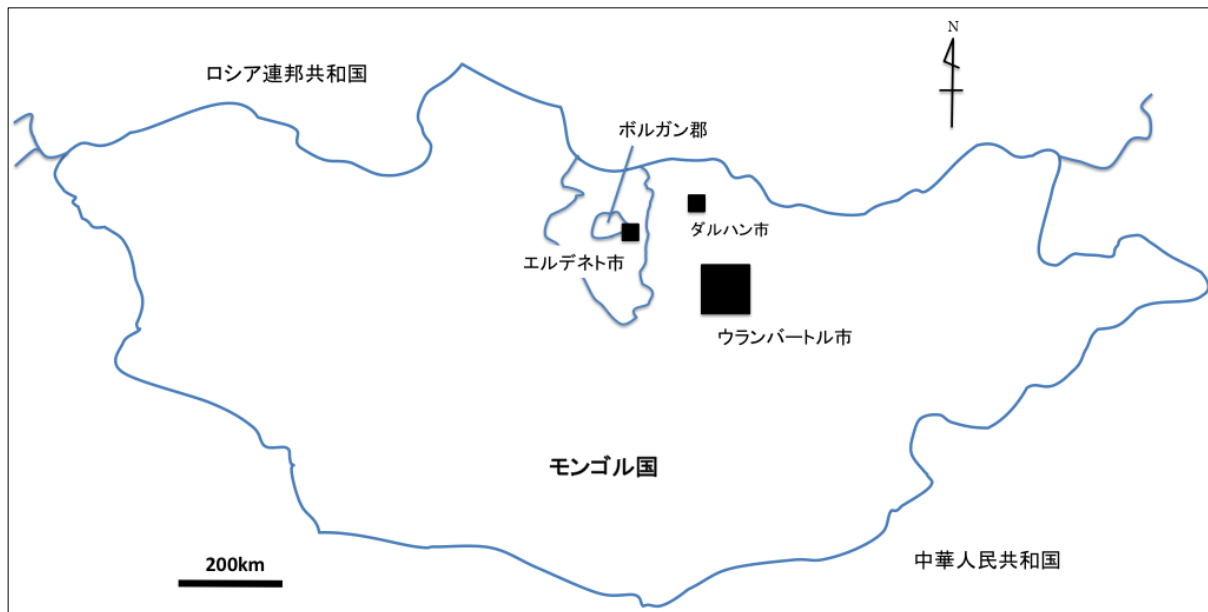 N
ロシア連邦共和国
ボルガン郡
ダルハン市
エルデネト市
ウランバートル市
モンゴル国
200km
中華人民共和国